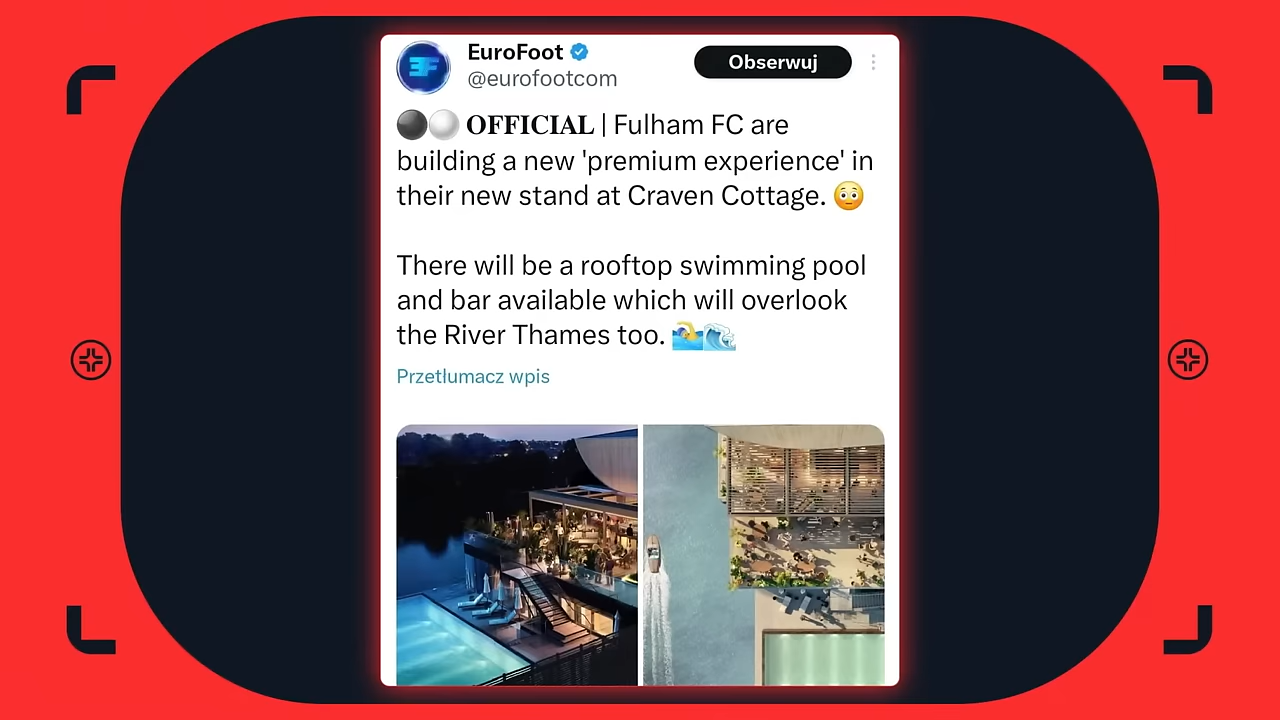 EuroFoot
@eurofootcom
Obserwuj
⚫⚪ OFFICIAL | Fulham FC are
building a new 'premium experience' in
their new stand at Craven Cottage. 😳
There will be a rooftop swimming pool
and bar available which will overlook
the River Thames too. 🏊‍♂️🌊
Przetłumacz wpis